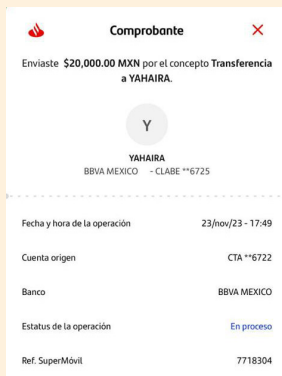 Comprobante
Enviaste $20,000.00 MXN por el concepto Transferencia
a YAHAIRA.
Y
YAHAIRA
BBVA MEXICO - CLABE **6725
Fecha y hora de la operación 23/nov/23 - 17:49
Cuenta origen CTA **6722
Banco BBVA MEXICO
Estatus de la operación En proceso
Ref. SuperMóvil 7718304